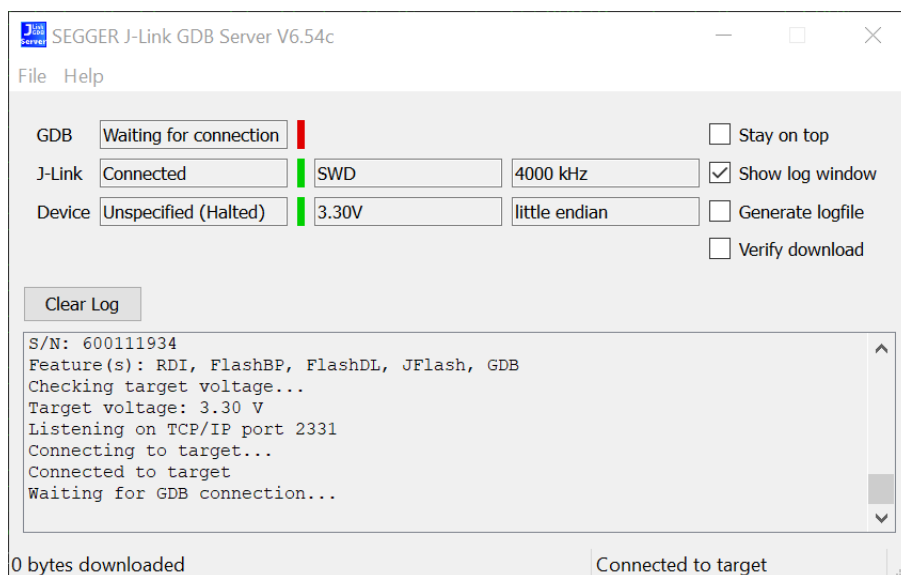 J-Link GDB Server
SEGGER J-Link GDB Server V6.54c
File Help
GDB Waiting for connection Stay on top
J-Link Connected SWD 4000 kHz Show log window
Device Unspecified (Halted) 3.30V little endian Generate logfile
Verify download
Clear Log
S/N: 600111934
Feature(s): RDI, FlashBP, FlashDL, JFlash, GDB
Checking target voltage...
Target voltage: 3.30 V
Listening on TCP/IP port 2331
Connecting to target...
Connected to target
Waiting for GDB connection...
0 bytes downloaded Connected to target